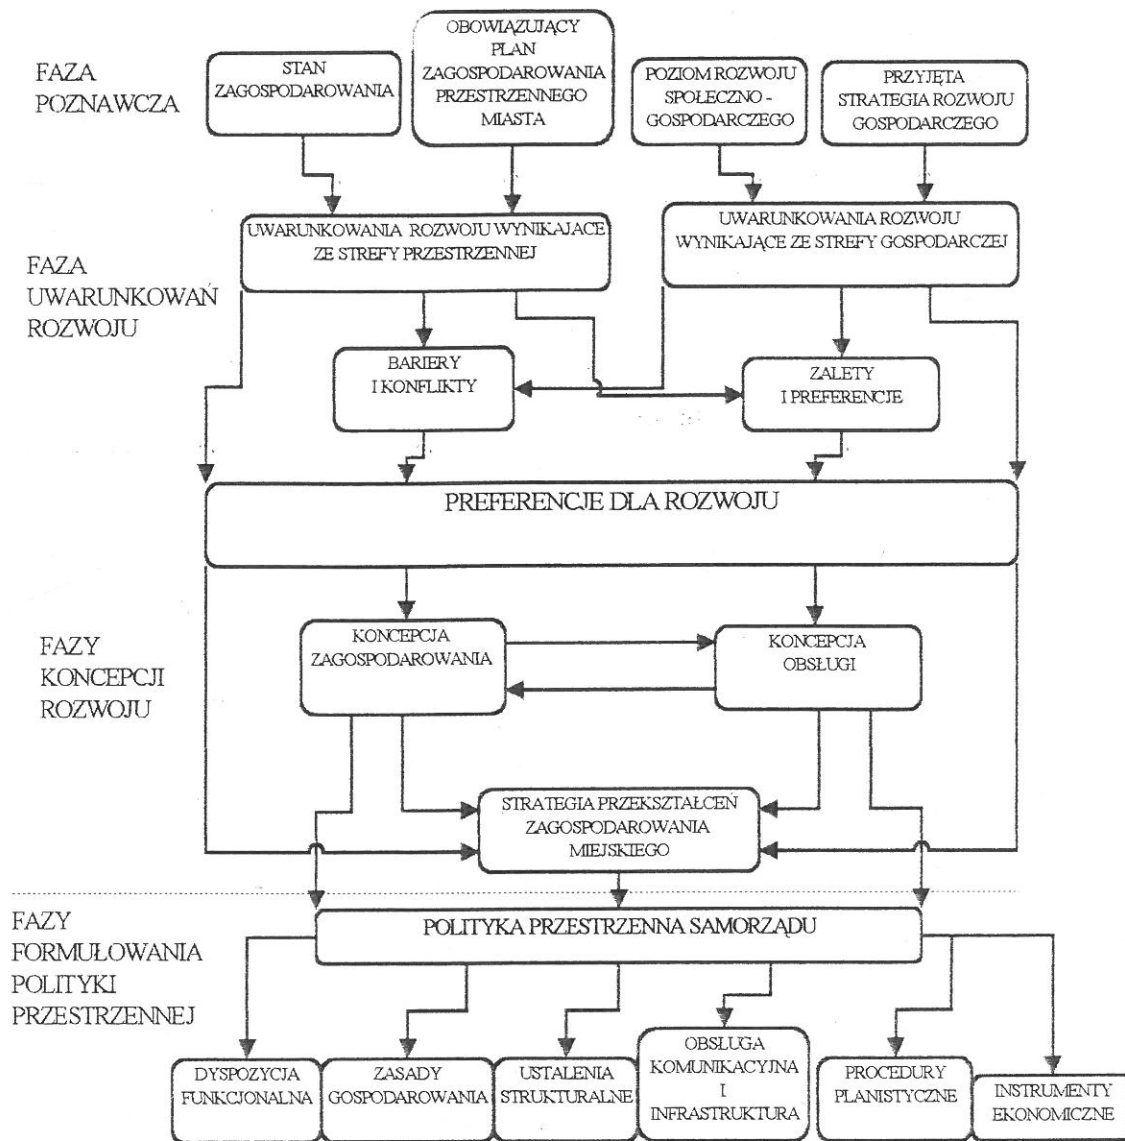 FAZA
POZNAWCZA
STAN
ZAGOSPODAROWANIA
OBOWIĄZUJĄCY
PLAN
ZAGOSPODAROWANIA
PRZESTRZENNEGO
MIASTA
POZIOM ROZWOJU
SPOŁECZNO -
GOSPODARCZEGO
PRZYJĘTA
STRATEGIA ROZWOJU
GOSPODARCZEGO
FAZA
UWARUNKOWAŃ
ROZWOJU
UWARUNKOWANIA ROZWOJU WYNIKAJACE
ZE STREFY PRZESTRZENNEJ
UWARUNKOWANIA ROZWOJU
WYNIKAJĄCE ZE STREFY GOSPODARCZEJ
BARIERY
I KONFLIKTY
ZALETY
I PREFERENCJE
PREFERENCJE DLA ROZWOJU
FAZY
KONCEPCJI
ROZWOJU
KONCEPCJA
ZAGOSPODAROWANIA
KONCEPCJA
OBSŁUGI
STRATEGIA PRZEKSZTAŁCEŃ
ZAGOSPODAROWANIA
MIEJSKIEGO
FAZY
FORMUŁOWANIA
POLITYKI
PRZESTRZENNEJ
POLITYKA PRZESTRZENNA SAMORZĄDU
DYSPOZYCJA
FUNKCJONALNA
ZASADY
GOSPODAROWANIA
USTALENIA
STRUKTURALNE
OBSŁUGA
KOMUNIKACYJNA
I
INFRASTRUKTURA
PROCEDURY
PLANISTYCZNE
INSTRUMENTY
EKONOMICZNE